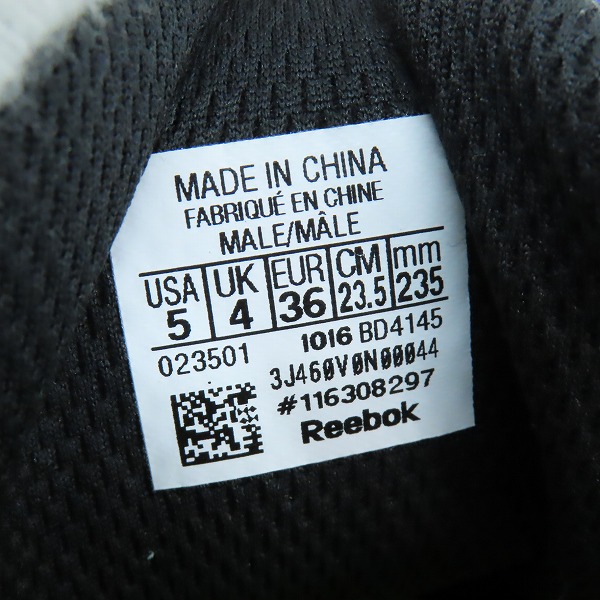 MADE IN CHINA
FABRIQUÉ EN CHINE
MALE/MÂLE
USA UK EUR CM mm
5 4 36 23.5 235
023501 1016 BD4145
3J460V0N00044
#116308297
Reebok